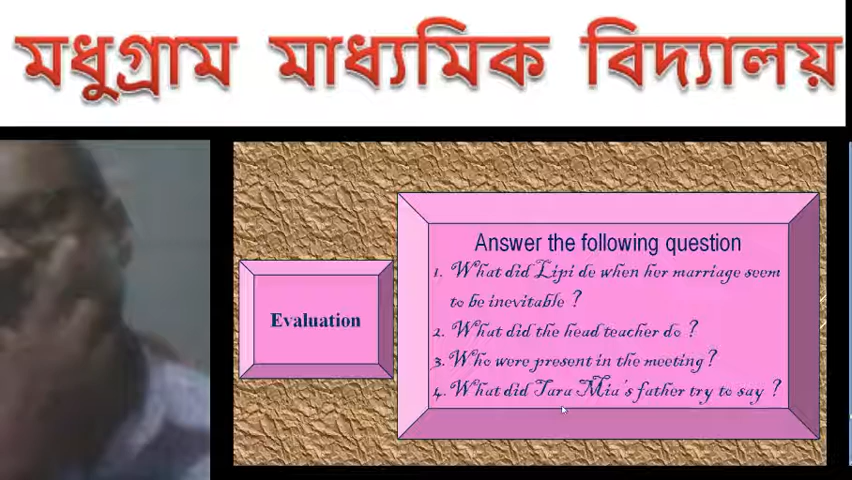 মধুগ্রাম মাধ্যমিক বিদ্যালয়
Evaluation
Answer the following question
1. What did Lipi de when her marriage seem
to be inevitable ?
2. What did the head teacher do ?
3. Who were present in the meeting?
4. What did Tara Mia's father try to say ?